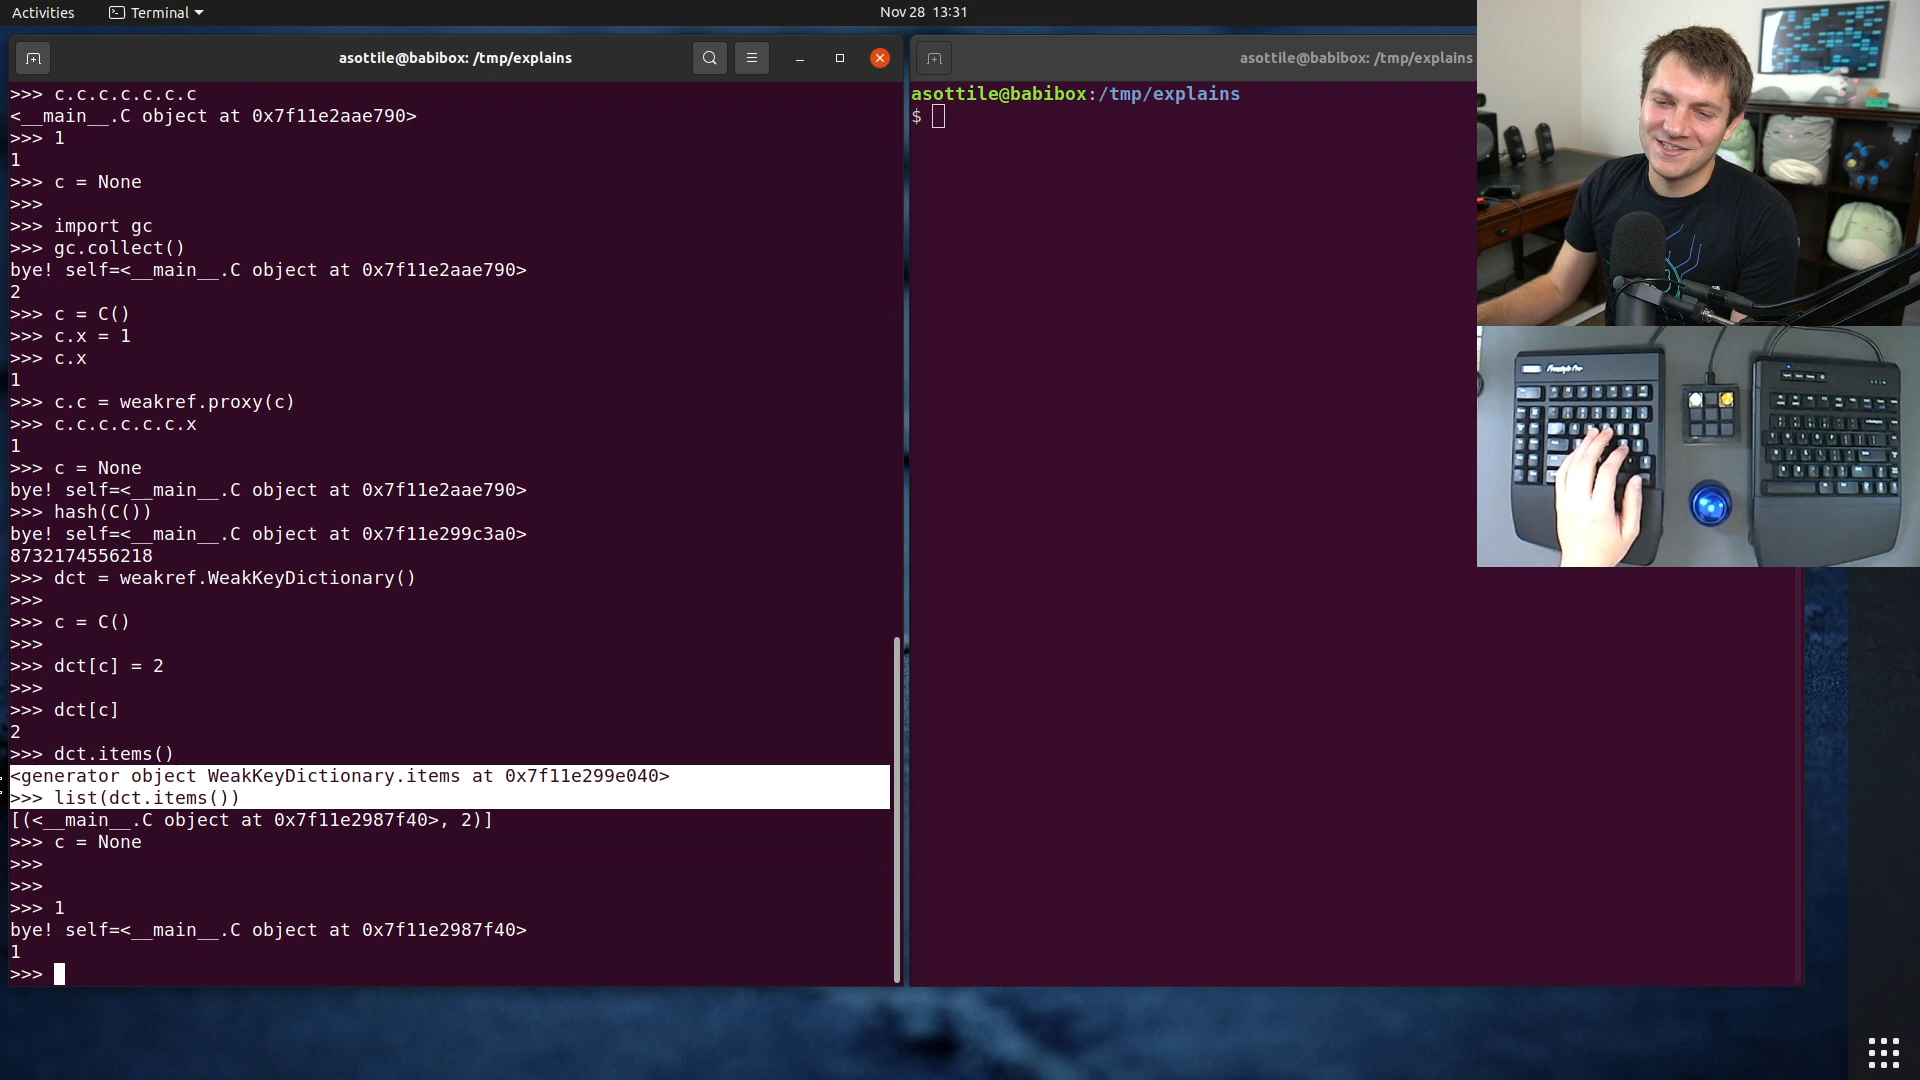 Activities
Terminal
Nov 28 13:31
asottile@babibox: /tmp/explains
>>> c.c.c.c.c.c.c
<__main__.C object at 0x7f11e2aae790>
>>> 1
1
>>> c = None
>>>
>>> import gc
>>> gc.collect()
bye! self=<__main__.C object at 0x7f11e2aae790>
2
>>> c = C()
>>> c.x = 1
>>> c.x
1
>>> c.c = weakref.proxy(c)
>>> c.c.c.c.c.c.x
1
>>> c = None
bye! self=<__main__.C object at 0x7f11e2aae790>
>>> hash(C())
bye! self=<__main__.C object at 0x7f11e299c3a0>
8732174556218
>>> dct = weakref.WeakKeyDictionary()
>>>
>>> c = C()
>>>
>>> dct[c] = 2
>>>
>>> dct[c]
2
>>> dct.items()
<generator object WeakKeyDictionary.items at 0x7f11e299e040>
>>> list(dct.items())
[(<__main__.C object at 0x7f11e2987f40>, 2)]
>>> c = None
>>>
>>>
>>> 1
bye! self=<__main__.C object at 0x7f11e2987f40>
1
>>>
asottile@babibox: /tmp/explains
asottile@babibox:/tmp/explains
$
Freestyle Pro